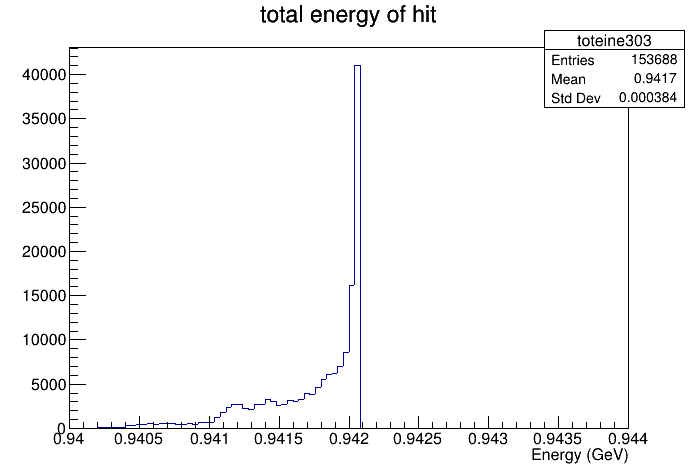 total energy of hit
toteine303
Entries 153688
Mean 0.9417
Std Dev 0.000384
40000
35000
30000
25000
20000
15000
10000
5000
0
0.94 0.9405 0.941 0.9415 0.942 0.9425 0.943 0.9435 0.944
Energy (GeV)